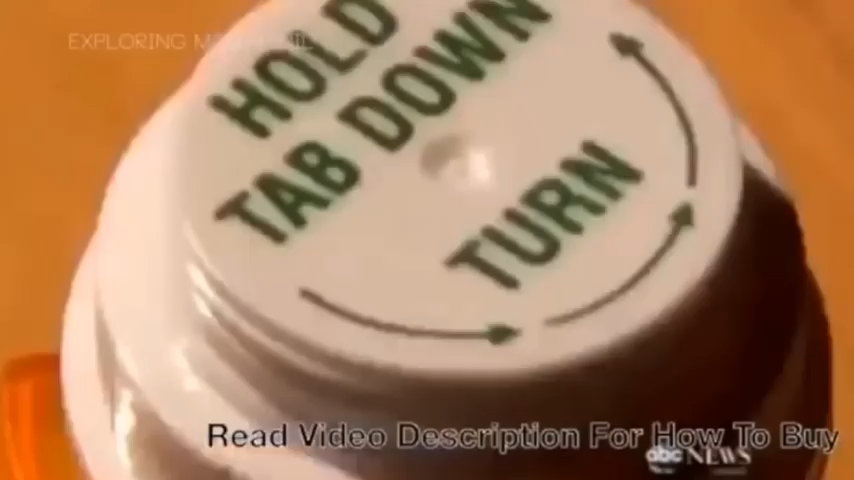 EXPLORING
HOLD
TAB DOWN
TURN
Read Video Description For How To Buy
abc NEWS